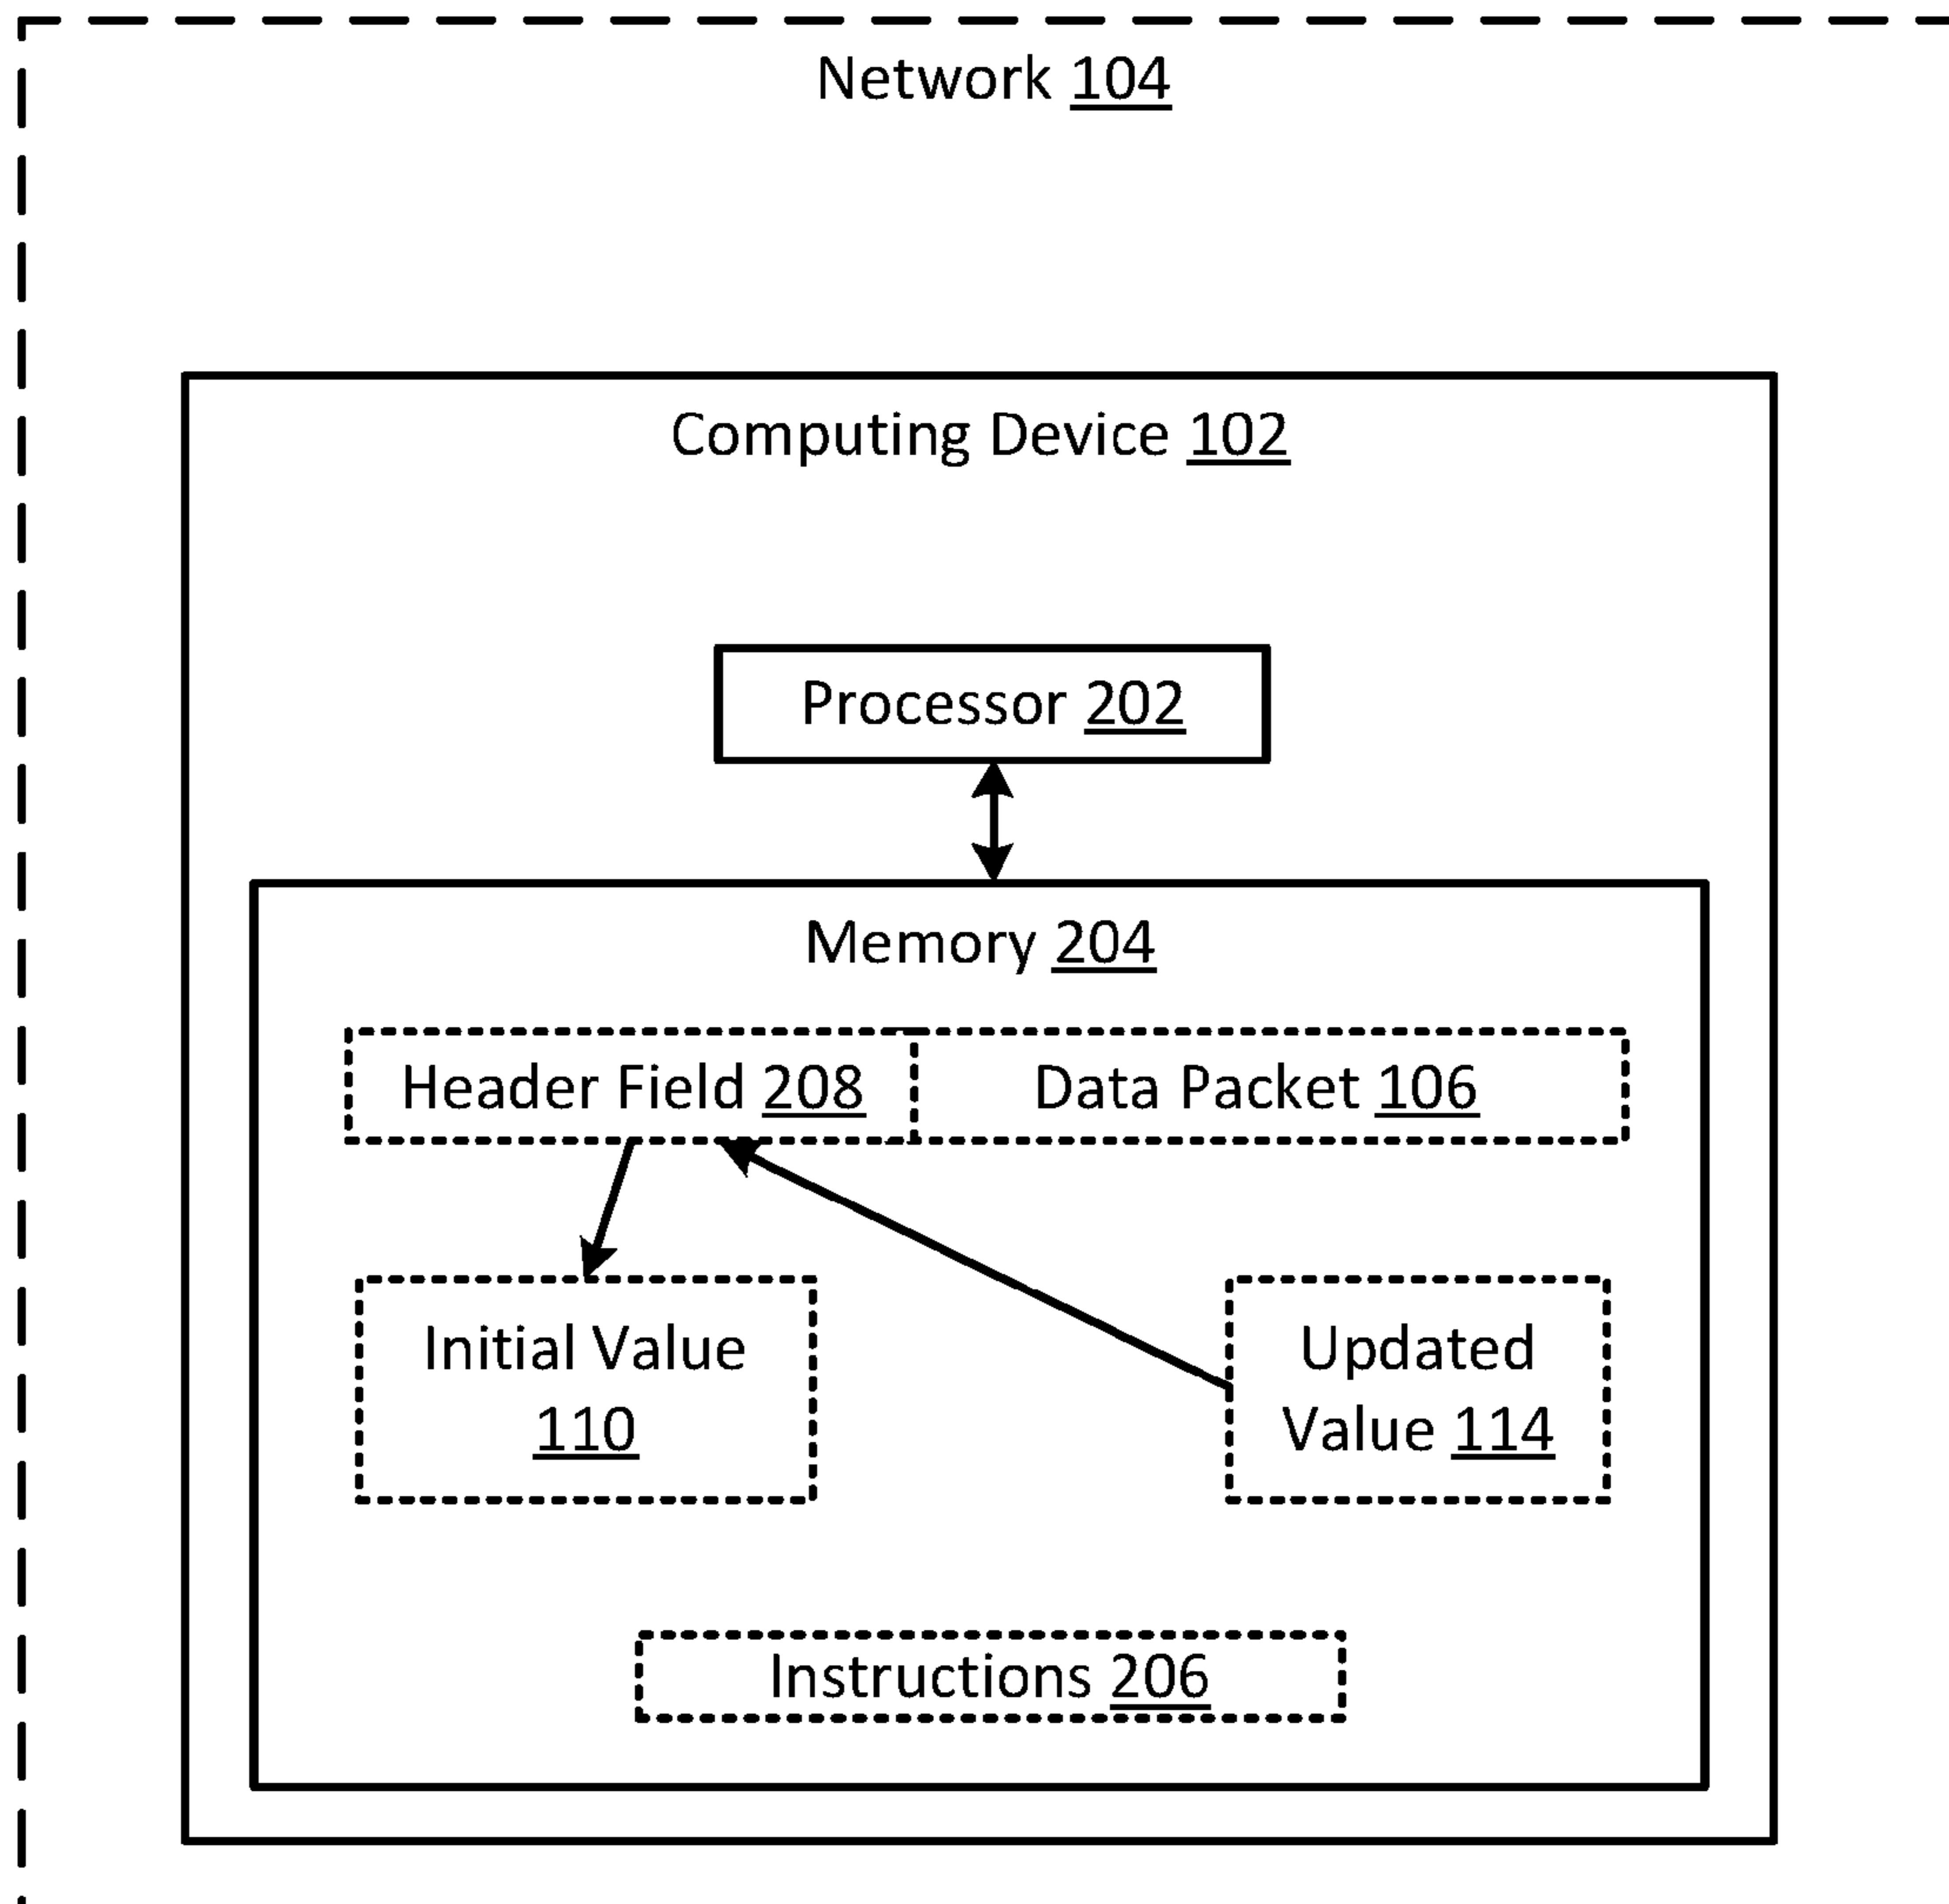 Network 104
Computing Device 102
Processor 202
Memory 204
Header Field 208
Data Packet 106
Initial Value
110
Updated
Value 114
Instructions 206